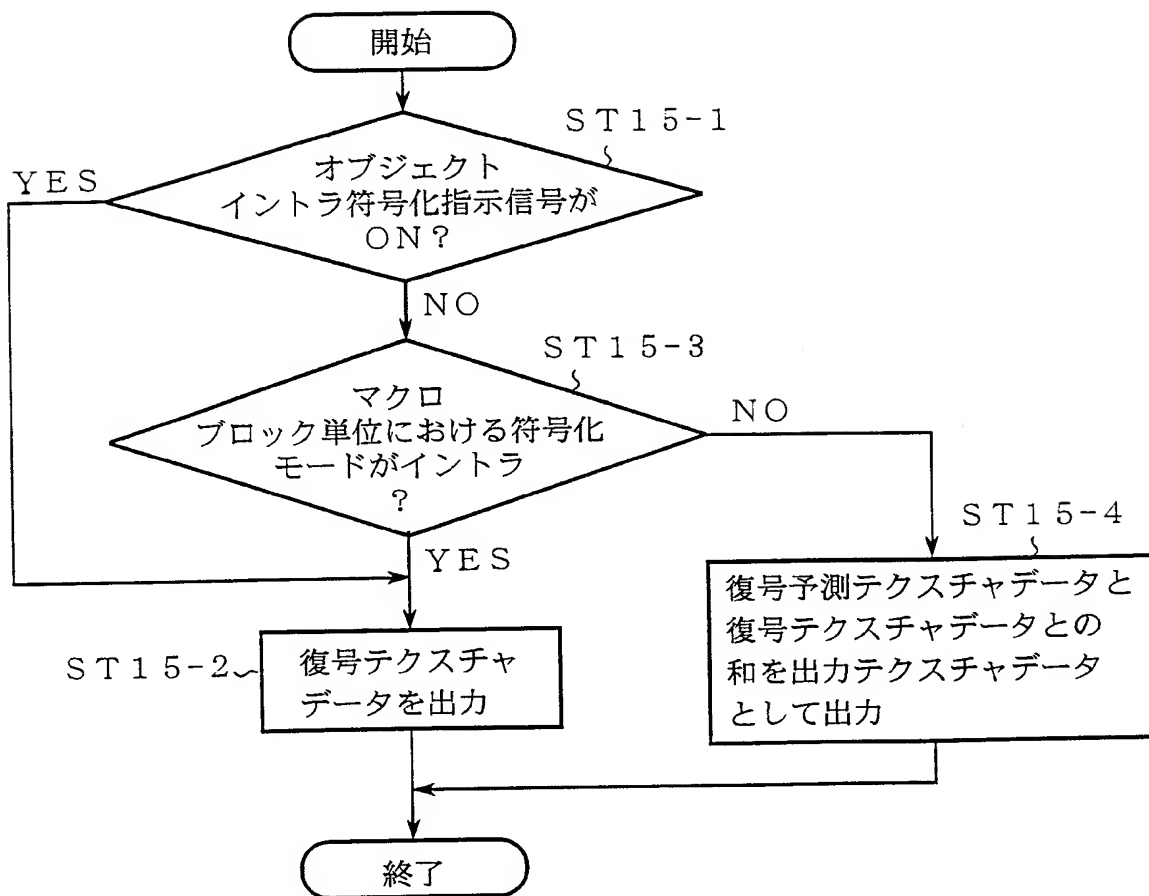 開始
ST15-1
オブジェクト
イントラ符号化指示信号が
ON?
YES
NO
ST15-3
マクロ
ブロック単位における符号化
モードがイントラ
?
NO
YES
ST15-4
復号予測テクスチャデータと
復号テクスチャデータとの
和を出力テクスチャデータ
として出力
ST15-2
復号テクスチャ
データを出力
終了